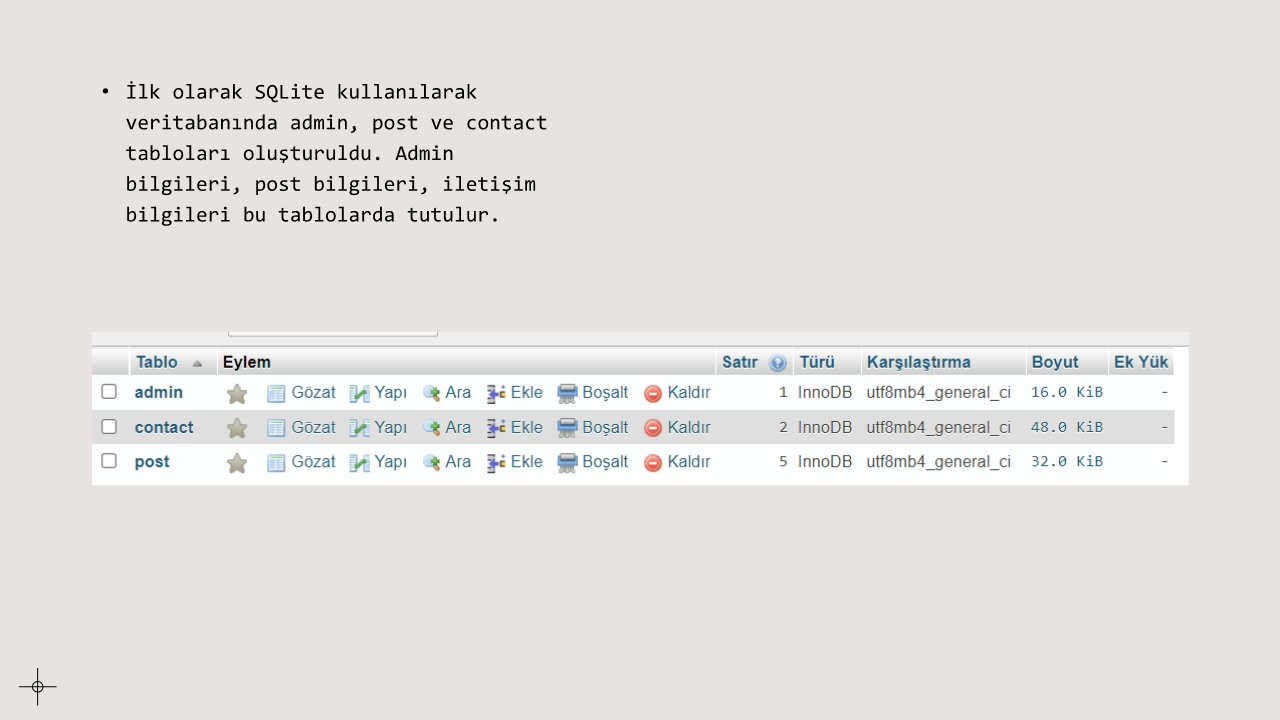 • İlk olarak SQLite kullanılarak
veritabanında admin, post ve contact
tabloları oluşturuldu. Admin
bilgileri, post bilgileri, iletişim
bilgileri bu tablolarda tutulur.
Tablo Eylem Satır Türü Karşılaştırma Boyut Ek Yük
admin Gözat Yapı Ara Ekle Boşalt Kaldır 1 InnoDB utf8mb4_general_ci 16.0 KiB -
contact Gözat Yapı Ara Ekle Boşalt Kaldır 2 InnoDB utf8mb4_general_ci 48.0 KiB -
post Gözat Yapı Ara Ekle Boşalt Kaldır 5 InnoDB utf8mb4_general_ci 32.0 KiB -